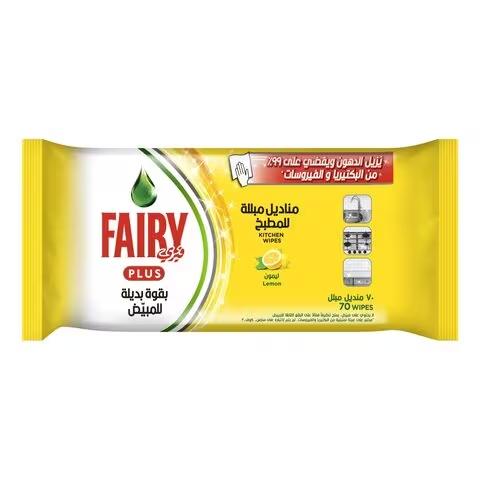 يُزيل الدهون ويقضي على ٩٩٪
من البكتيريا و الفيروسات*
FAIRY
فيري
PLUS
بقوة بديلة
للمبيّض
مناديل مبللة
للمطبخ
KITCHEN
WIPES
ليمون
Lemon
٧٠ منديل مبلل
70 WIPES